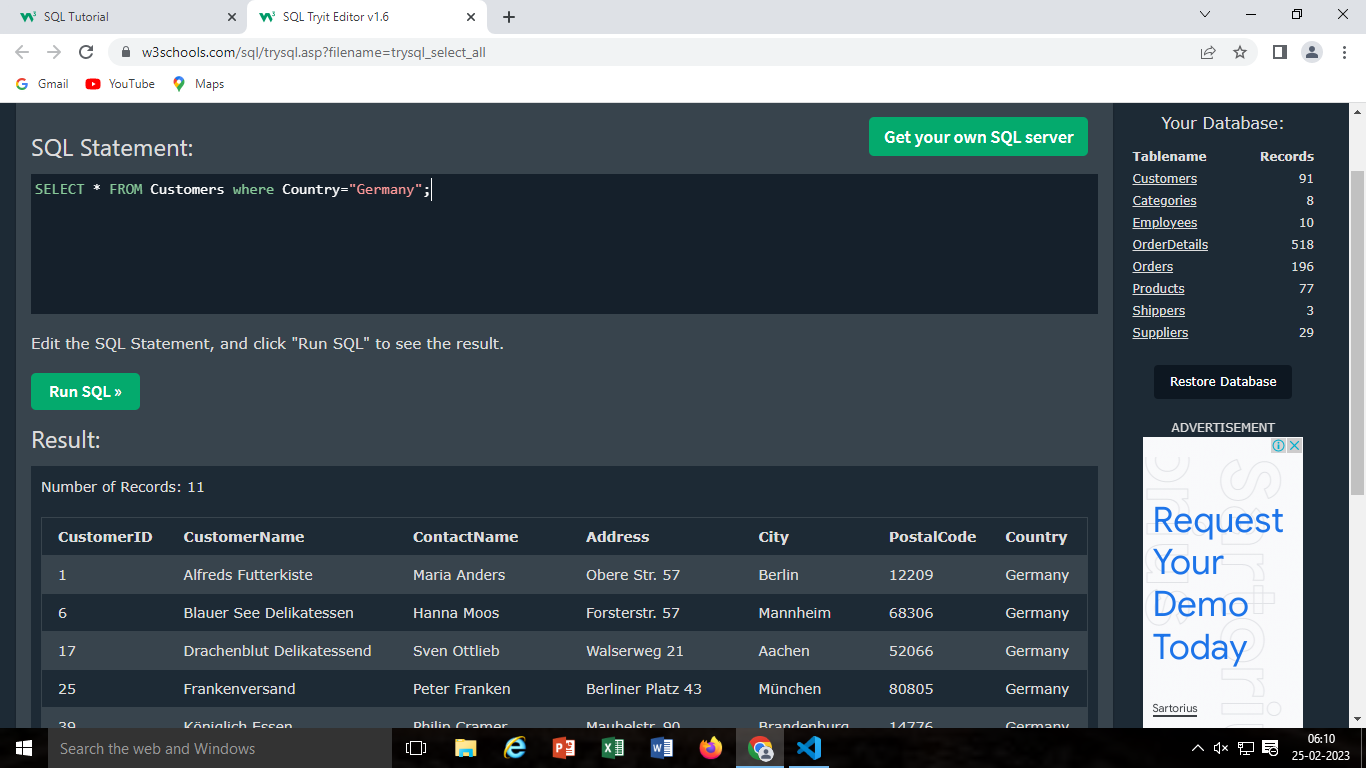 SQL Tutorial
SQL Tryit Editor v1.6
w3schools.com/sql/trysql.asp?filename=trysql_select_all
Gmail
YouTube
Maps
SQL Statement:
Get your own SQL server
SELECT * FROM Customers where Country="Germany";
Edit the SQL Statement, and click "Run SQL" to see the result.
Run SQL »
Result:
Number of Records: 11
CustomerID CustomerName ContactName Address City PostalCode Country
1 Alfreds Futterkiste Maria Anders Obere Str. 57 Berlin 12209 Germany
6 Blauer See Delikatessen Hanna Moos Forsterstr. 57 Mannheim 68306 Germany
17 Drachenblut Delikatessend Sven Ottlieb Walserweg 21 Aachen 52066 Germany
25 Frankenversand Peter Franken Berliner Platz 43 München 80805 Germany
39 Königlich Essen Philip Cramer Maubelstr. 90 Brandenburg 14776 Germany
Your Database:
Tablename Records
Customers 91
Categories 8
Employees 10
OrderDetails 518
Orders 196
Products 77
Shippers 3
Suppliers 29
Restore Database
ADVERTISEMENT
Request
Your
Demo
Today
Sartorius
Search the web and Windows
06:10
25-02-2023